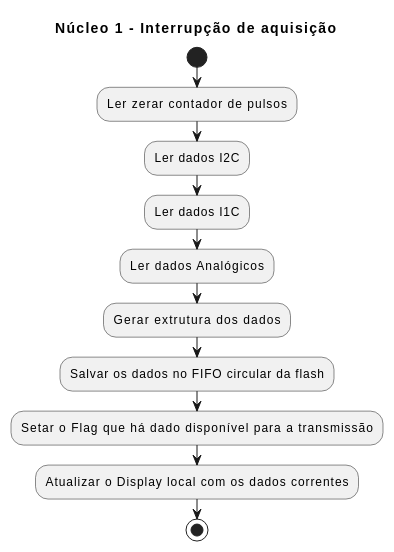 Núcleo 1 - Interrupção de aquisição
Ler zerar contador de pulsos
Ler dados I2C
Ler dados I1C
Ler dados Analógicos
Gerar extrutura dos dados
Salvar os dados no FIFO circular da flash
Setar o Flag que há dado disponível para a transmissão
Atualizar o Display local com os dados correntes